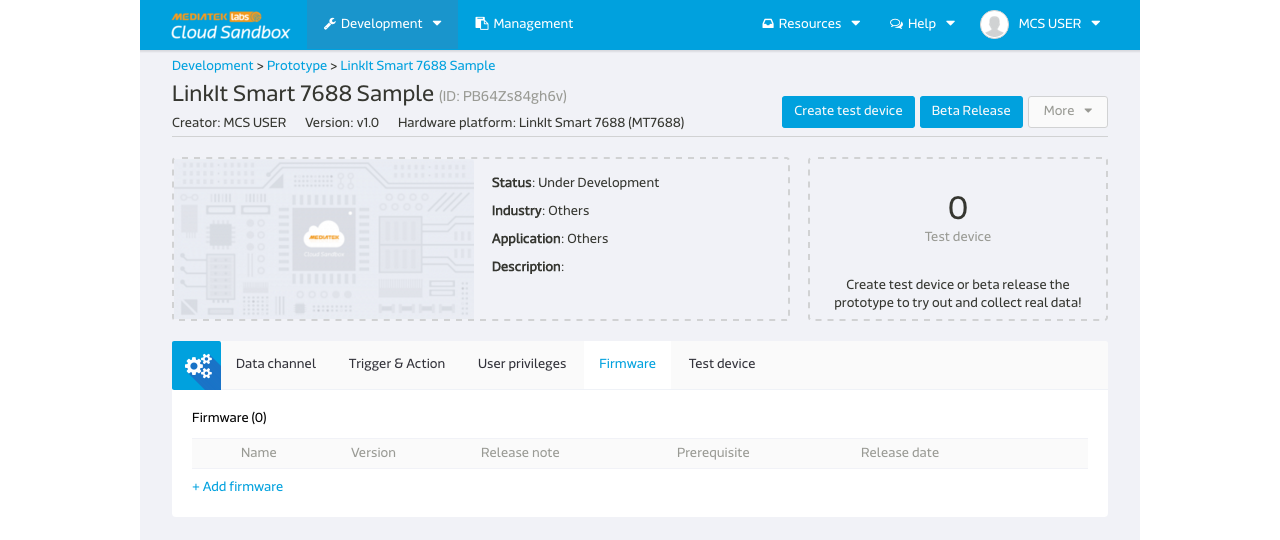 MEDIATEK labs
Cloud Sandbox
Development
Management
Resources
Help
MCS USER
Development > Prototype > LinkIt Smart 7688 Sample
LinkIt Smart 7688 Sample (ID: PB64Zs84gh6v)
Creator: MCS USER Version: v1.0 Hardware platform: LinkIt Smart 7688 (MT7688)
Create test device
Beta Release
More
MEDIATEK
Cloud Sandbox
Status: Under Development
Industry: Others
Application: Others
Description:
0
Test device
Create test device or beta release the
prototype to try out and collect real data!
Data channel
Trigger & Action
User privileges
Firmware
Test device
Firmware (0)
Name Version Release note Prerequisite Release date
+ Add firmware